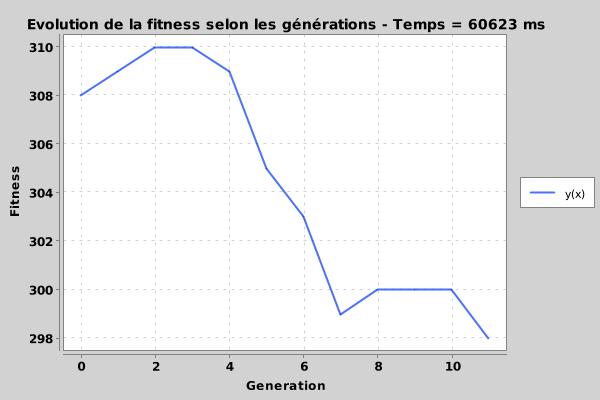 Evolution de la fitness selon les générations - Temps = 60623 ms
310
308
306
304
302
300
298
Fitness
0 2 4 6 8 10
Generation
y(x)